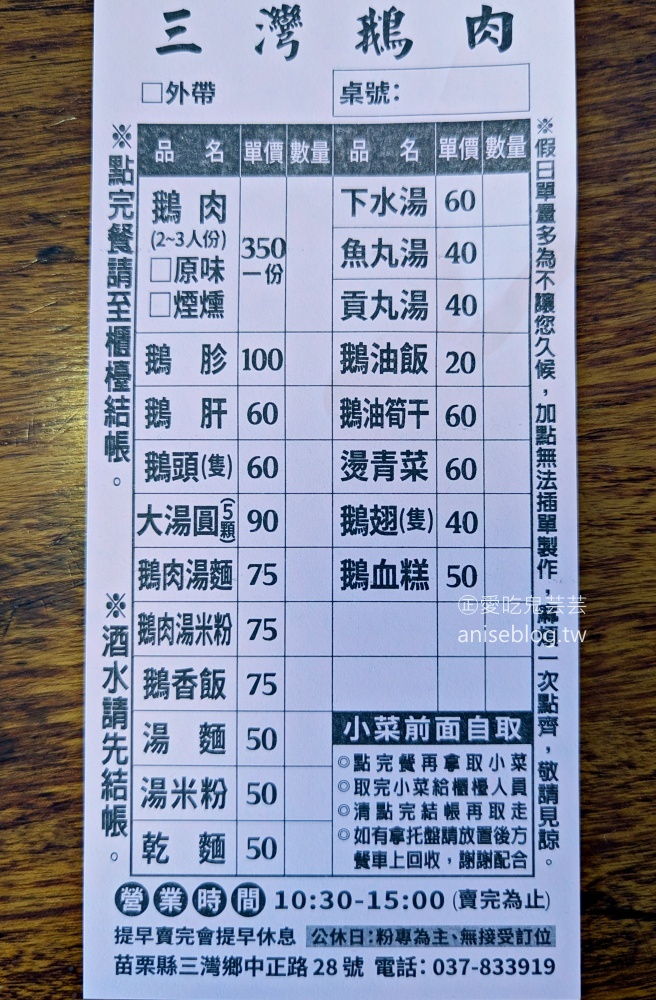 三灣鵝肉
□外帶
桌號：
※點完餐請至櫃檯結帳。
※酒水請先結帳。
品 名 單價 數量
鵝 肉
(2~3人份)
□原味
□煙燻
350
一份
鵝 胗 100
鵝 肝 60
鵝頭(隻) 60
大湯圓(5顆) 90
鵝肉湯麵 75
鵝肉湯米粉 75
鵝香飯 75
湯 麵 50
湯米粉 50
乾 麵 50
品 名 單價 數量
下水湯 60
魚丸湯 40
貢丸湯 40
鵝油飯 20
鵝油筍干 60
燙青菜 60
鵝翅(隻) 40
鵝血糕 50
小菜前面自取
◎點完餐再拿取小菜
◎取完小菜給櫃檯人員
◎清點完結帳再取走
◎如有拿托盤請放置後方
餐車上回收，謝謝配合
※假日單量多為不讓您久候，加點無法插單製作，麻煩一次點齊，敬請見諒。
㊣愛吃鬼芸芸
aniseblog.tw
營業時間 10:30-15:00 (賣完為止)
提早賣完會提早休息 公休日：粉專為主、無接受訂位
苗栗縣三灣鄉中正路28號 電話：037-833919